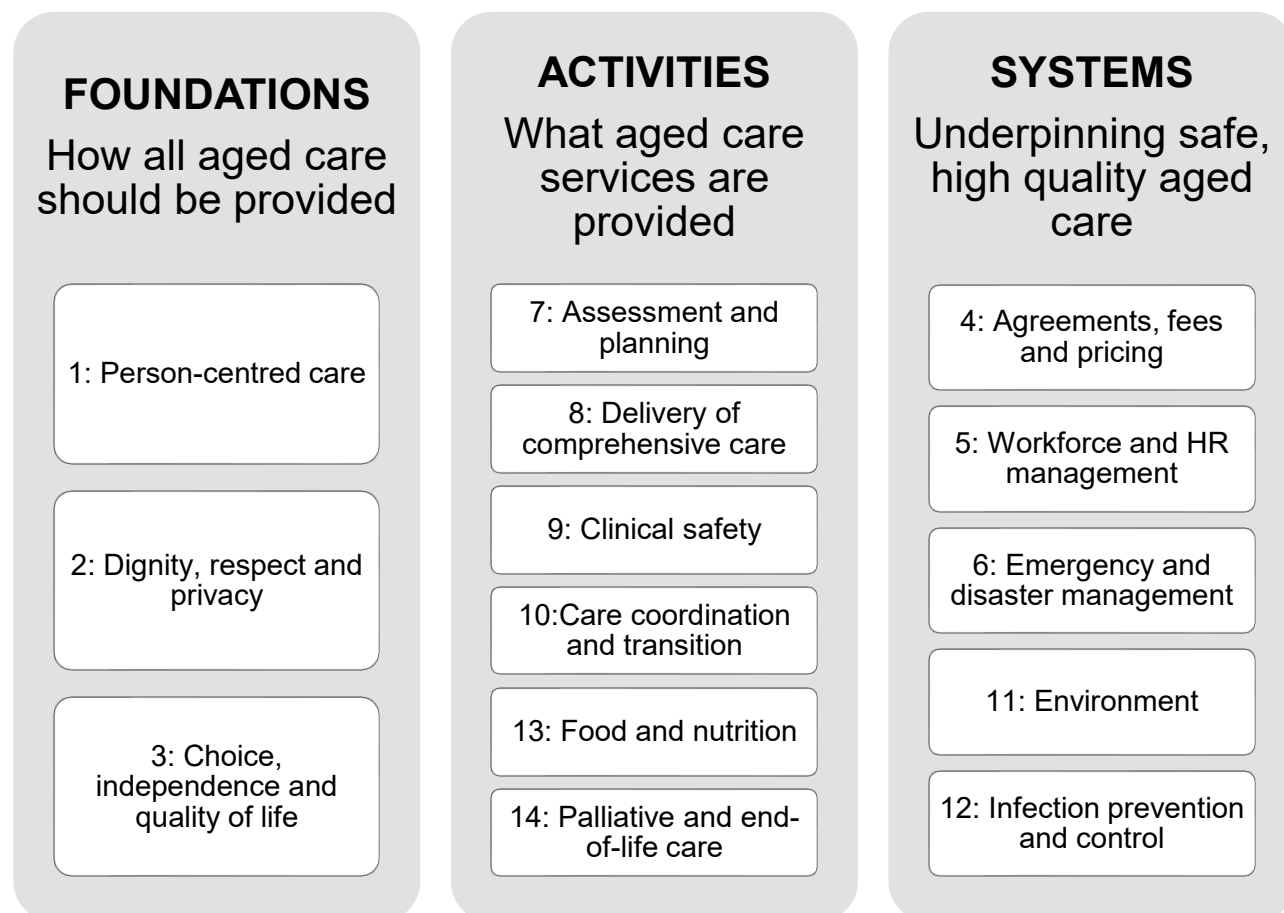 FOUNDATIONS
How all aged care
should be provided
1: Person-centred care
2: Dignity, respect and
privacy
3: Choice,
independence and
quality of life
ACTIVITIES
What aged care
services are
provided
7: Assessment and
planning
8: Delivery of
comprehensive care
9: Clinical safety
10:Care coordination
and transition
13: Food and nutrition
14: Palliative and end-
of-life care
SYSTEMS
Underpinning safe,
high quality aged
care
4: Agreements, fees
and pricing
5: Workforce and HR
management
6: Emergency and
disaster management
11: Environment
12: Infection prevention
and control